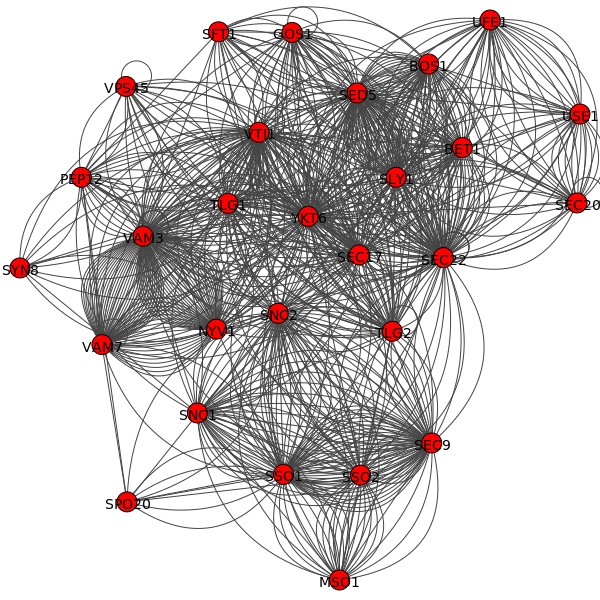 UFE1
SFT1
GOS1
BOS1
VPS45
SED5
USE1
VTI1
BET1
PEP12
SLY1
TLG1
SEC20
YKT6
VAM3
SEC17
SEC22
SYN8
SNC2
NYV1
TLG2
VAM7
SNC1
SEC9
SSO1
SSO2
SPO20
MSO1